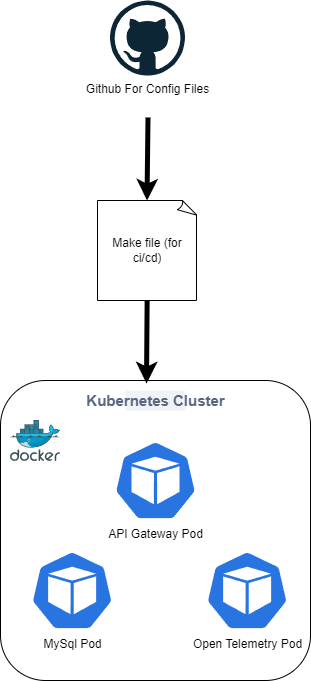 Github For Config Files
Make file (for
ci/cd)
Kubernetes Cluster
docker
API Gateway Pod
MySql Pod
Open Telemetry Pod